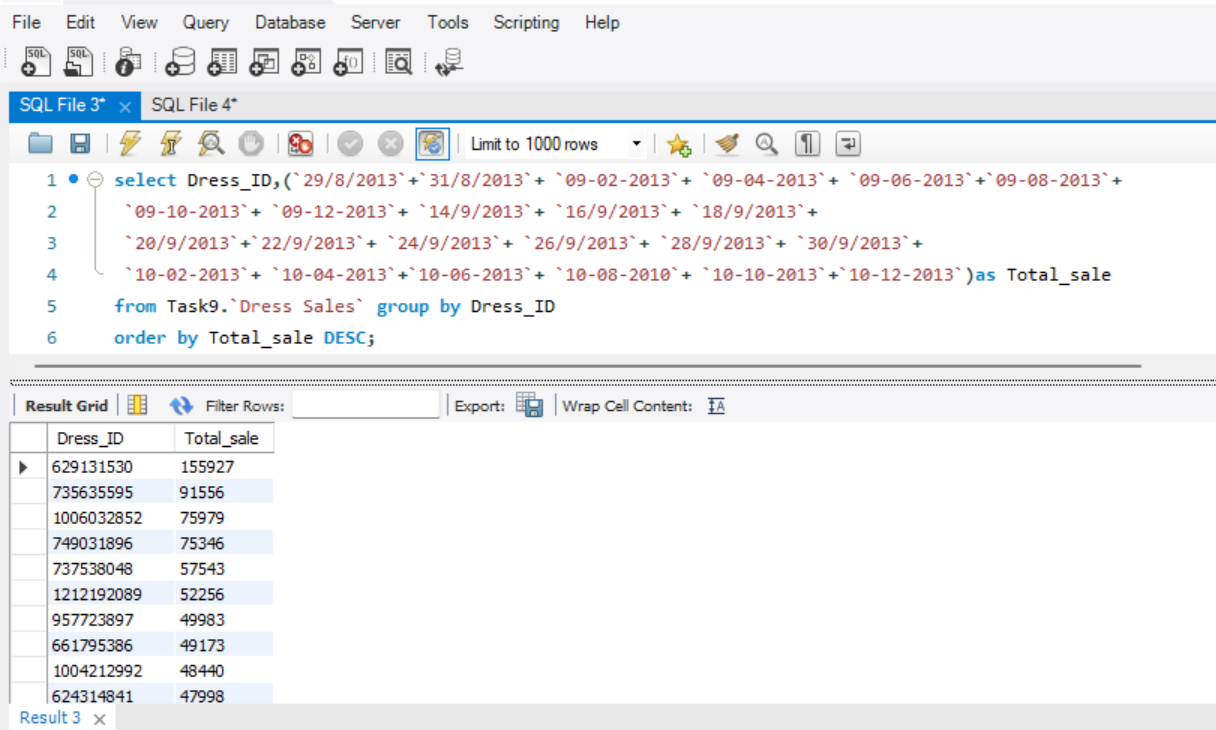 File Edit View Query Database Server Tools Scripting Help
SQL SQL
SQL File 3* × SQL File 4*
Limit to 1000 rows
1 select Dress_ID,(`29/8/2013`+`31/8/2013`+ `09-02-2013`+ `09-04-2013`+ `09-06-2013`+`09-08-2013`+
2 `09-10-2013`+ `09-12-2013`+ `14/9/2013`+ `16/9/2013`+ `18/9/2013`+
3 `20/9/2013`+`22/9/2013`+ `24/9/2013`+ `26/9/2013`+ `28/9/2013`+ `30/9/2013`+
4 `10-02-2013`+ `10-04-2013`+`10-06-2013`+ `10-08-2010`+ `10-10-2013`+`10-12-2013`)as Total_sale
5 from Task9.`Dress Sales` group by Dress_ID
6 order by Total_sale DESC;
Result Grid Filter Rows: Export: Wrap Cell Content: IA
Dress_ID Total_sale
629131530 155927
735635595 91556
1006032852 75979
749031896 75346
737538048 57543
1212192089 52256
957723897 49983
661795386 49173
1004212992 48440
624314841 47998
Result 3 ×